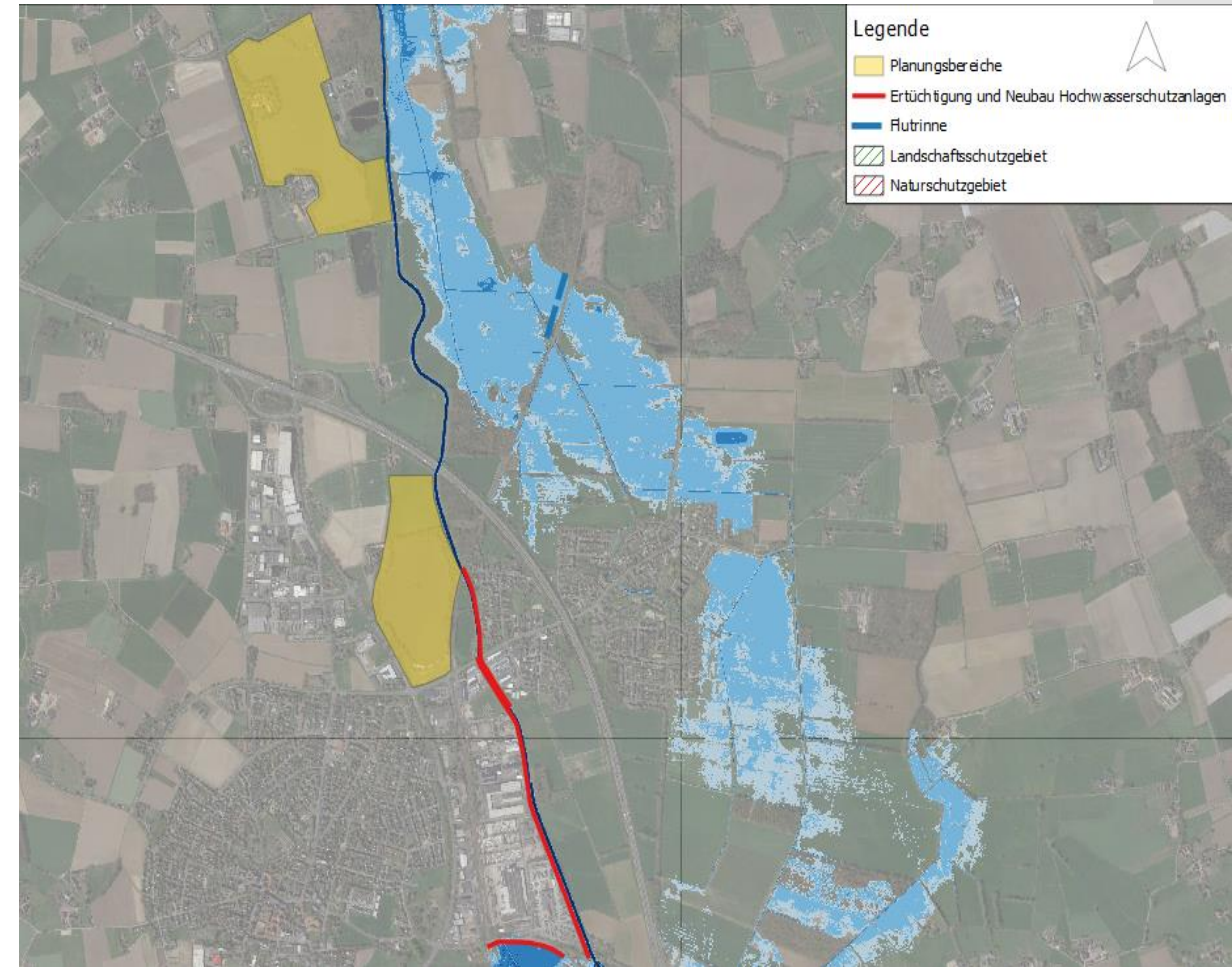 Legende
Planungsbereiche
Ertüchtigung und Neubau Hochwasserschutzanlagen
Flutrinne
Landschaftsschutzgebiet
Naturschutzgebiet